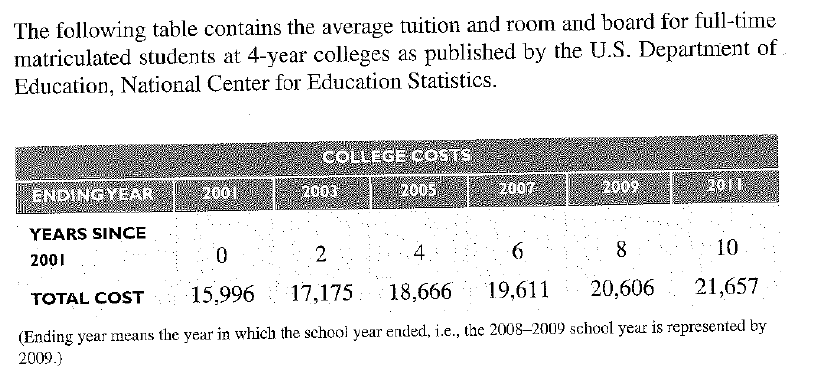 The following table contains the average tuition and room and board for full-time
matriculated students at 4-year colleges as published by the U.S. Department of
Education, National Center for Education Statistics.
COLLEGE COSTS
ENDING YEAR 2001 2003 2005 2007 2009 2011
YEARS SINCE
2001 0 2 4 6 8 10
TOTAL COST 15,996 17,175 18,666 19,611 20,606 21,657
(Ending year means the year in which the school year ended, i.e., the 2008–2009 school year is represented by
2009.)